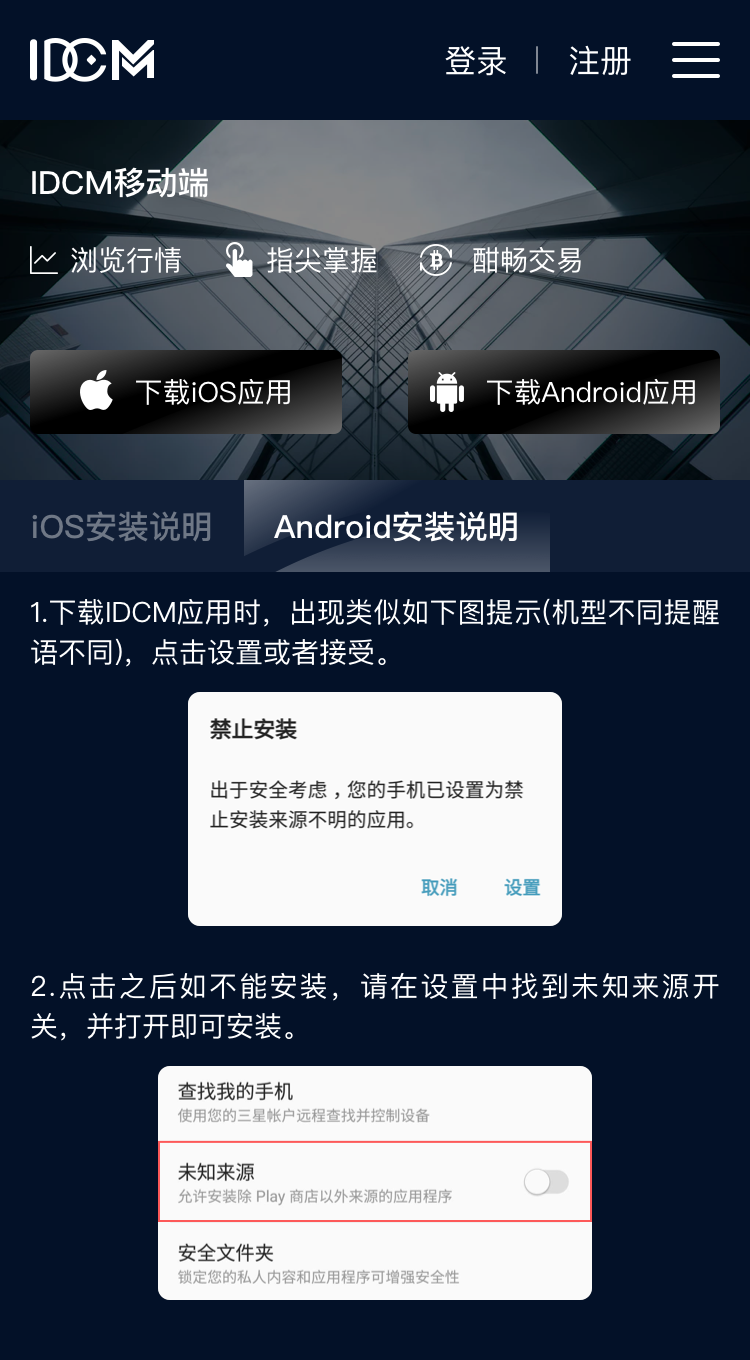 IDCM
登录
注册
IDCM移动端
浏览行情
指尖掌握
酣畅交易
下载iOS应用
下载Android应用
iOS安装说明
Android安装说明
1.下载IDCM应用时，出现类似如下图提示(机型不同提醒
语不同)，点击设置或者接受。
禁止安装
出于安全考虑，您的手机已设置为禁
止安装来源不明的应用。
取消
设置
2.点击之后如不能安装，请在设置中找到未知来源开
关，并打开即可安装。
查找我的手机
使用您的三星帐户远程查找并控制设备
未知来源
允许安装除 Play 商店以外来源的应用程序
安全文件夹
锁定您的私人内容和应用程序可增强安全性